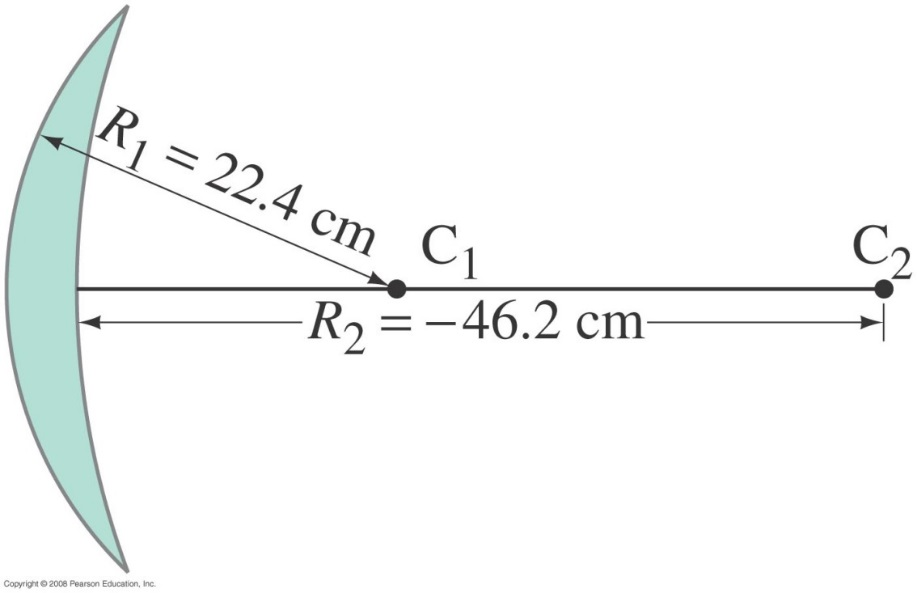 R₁ = 22.4 cm
C₁
C₂
R₂ = −46.2 cm
Copyright © 2008 Pearson Education, Inc.